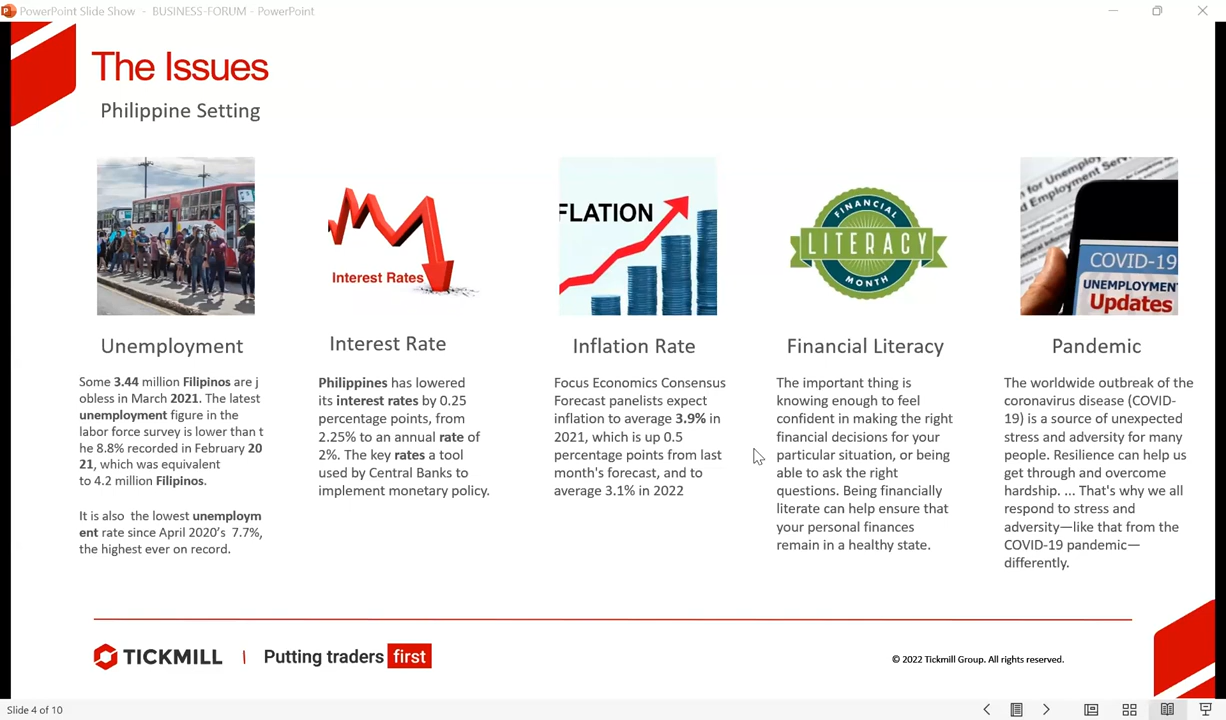 PowerPoint Slide Show - BUSINESS-FORUM - PowerPoint
The Issues
Philippine Setting
Interest Rates
FLATION
FINANCIAL
LITERACY
MONTH
for Unemploy
Employment Serv
COVID-19
UNEMPLOYMENT
Updates
Unemployment
Some 3.44 million Filipinos are j
obless in March 2021. The latest
unemployment figure in the
labor force survey is lower than t
he 8.8% recorded in February 20
21, which was equivalent
to 4.2 million Filipinos.
It is also the lowest unemploym
ent rate since April 2020's 7.7%,
the highest ever on record.
Interest Rate
Philippines has lowered
its interest rates by 0.25
percentage points, from
2.25% to an annual rate of
2%. The key rates a tool
used by Central Banks to
implement monetary policy.
Inflation Rate
Focus Economics Consensus
Forecast panelists expect
inflation to average 3.9% in
2021, which is up 0.5
percentage points from last
month's forecast, and to
average 3.1% in 2022
Financial Literacy
The important thing is
knowing enough to feel
confident in making the right
financial decisions for your
particular situation, or being
able to ask the right
questions. Being financially
literate can help ensure that
your personal finances
remain in a healthy state.
Pandemic
The worldwide outbreak of the
coronavirus disease (COVID-
19) is a source of unexpected
stress and adversity for many
people. Resilience can help us
get through and overcome
hardship. ... That's why we all
respond to stress and
adversity—like that from the
COVID-19 pandemic—
differently.
TICKMILL | Putting traders first
© 2022 Tickmill Group. All rights reserved.
Slide 4 of 10